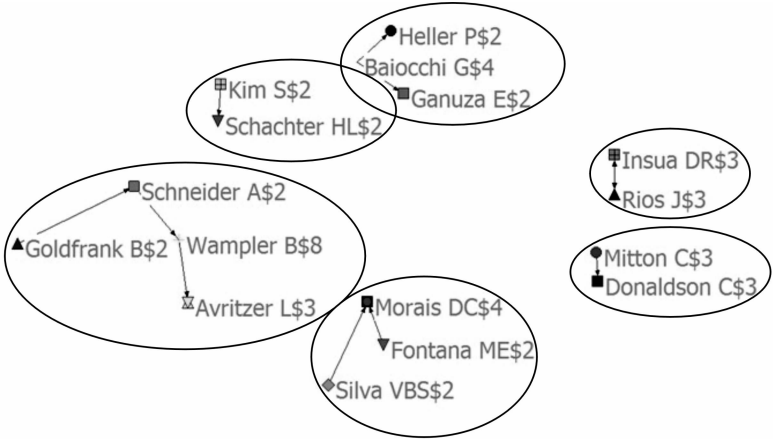 Heller P$2
Baiocchi G$4
Kim S$2
Ganuza E$2
Schachter HL$2
Insua DR$3
Schneider A$2
Rios J$3
Goldfrank B$2
Wampler B$8
Mitton C$3
Donaldson C$3
Avritzer L$3
Morais DC$4
Fontana ME$2
Silva VBS$2